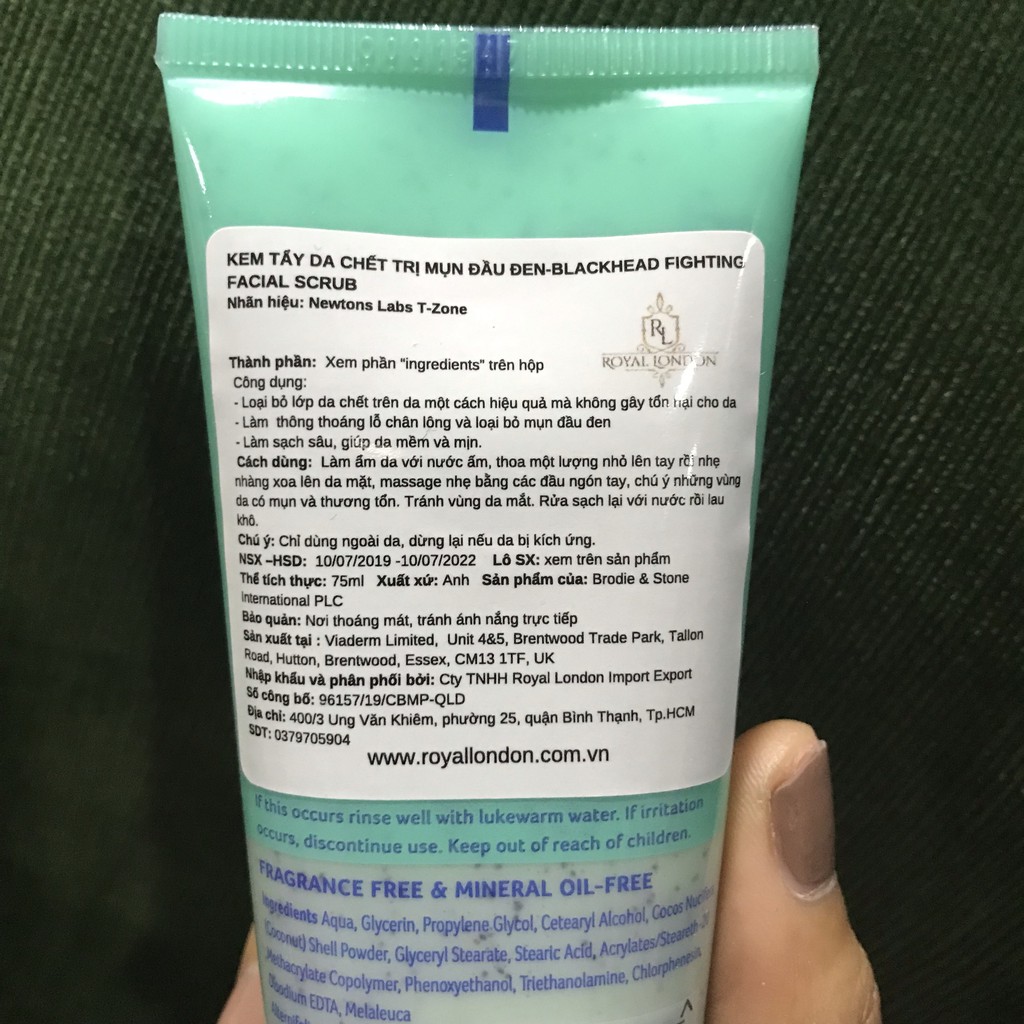 KEM TẨY DA CHẾT TRỊ MỤN ĐẦU ĐEN-BLACKHEAD FIGHTING
FACIAL SCRUB
Nhãn hiệu: Newtons Labs T-Zone
RL
ROYAL LONDON
Thành phần: Xem phần "ingredients" trên hộp
Công dụng:
- Loại bỏ lớp da chết trên da một cách hiệu quả mà không gây tổn hại cho da
- Làm thông thoáng lỗ chân lông và loại bỏ mụn đầu đen
- Làm sạch sâu, giúp da mềm và mịn.
Cách dùng: Làm ẩm da với nước ấm, thoa một lượng nhỏ lên tay rồi nhẹ
nhàng xoa lên da mặt, massage nhẹ bằng các đầu ngón tay, chú ý những vùng
da có mụn và thương tổn. Tránh vùng da mắt. Rửa sạch lại với nước rồi lau
khô.
Chú ý: Chỉ dùng ngoài da, dừng lại nếu da bị kích ứng.
NSX –HSD: 10/07/2019 -10/07/2022 Lô SX: xem trên sản phẩm
Thể tích thực: 75ml Xuất xứ: Anh Sản phẩm của: Brodie & Stone
International PLC
Bảo quản: Nơi thoáng mát, tránh ánh nắng trực tiếp
Sản xuất tại : Viaderm Limited, Unit 4&5, Brentwood Trade Park, Tallon
Road, Hutton, Brentwood, Essex, CM13 1TF, UK
Nhập khẩu và phân phối bởi: Cty TNHH Royal London Import Export
Số công bố: 96157/19/CBMP-QLD
Địa chỉ: 400/3 Ung Văn Khiêm, phường 25, quận Bình Thạnh, Tp.HCM
SDT: 0379705904
www.royallondon.com.vn
If this occurs rinse well with lukewarm water. If irritation
occurs, discontinue use. Keep out of reach of children.
FRAGRANCE FREE & MINERAL OIL-FREE
Ingredients Aqua, Glycerin, Propylene Glycol, Cetearyl Alcohol, Cocos
(Coconut) Shell Powder, Glyceryl Stearate, Stearic Acid, Acrylates/Steareth-20
Methacrylate Copolymer, Phenoxyethanol, Triethanolamine, Chlorphenesin,
EDTA, Melaleuca